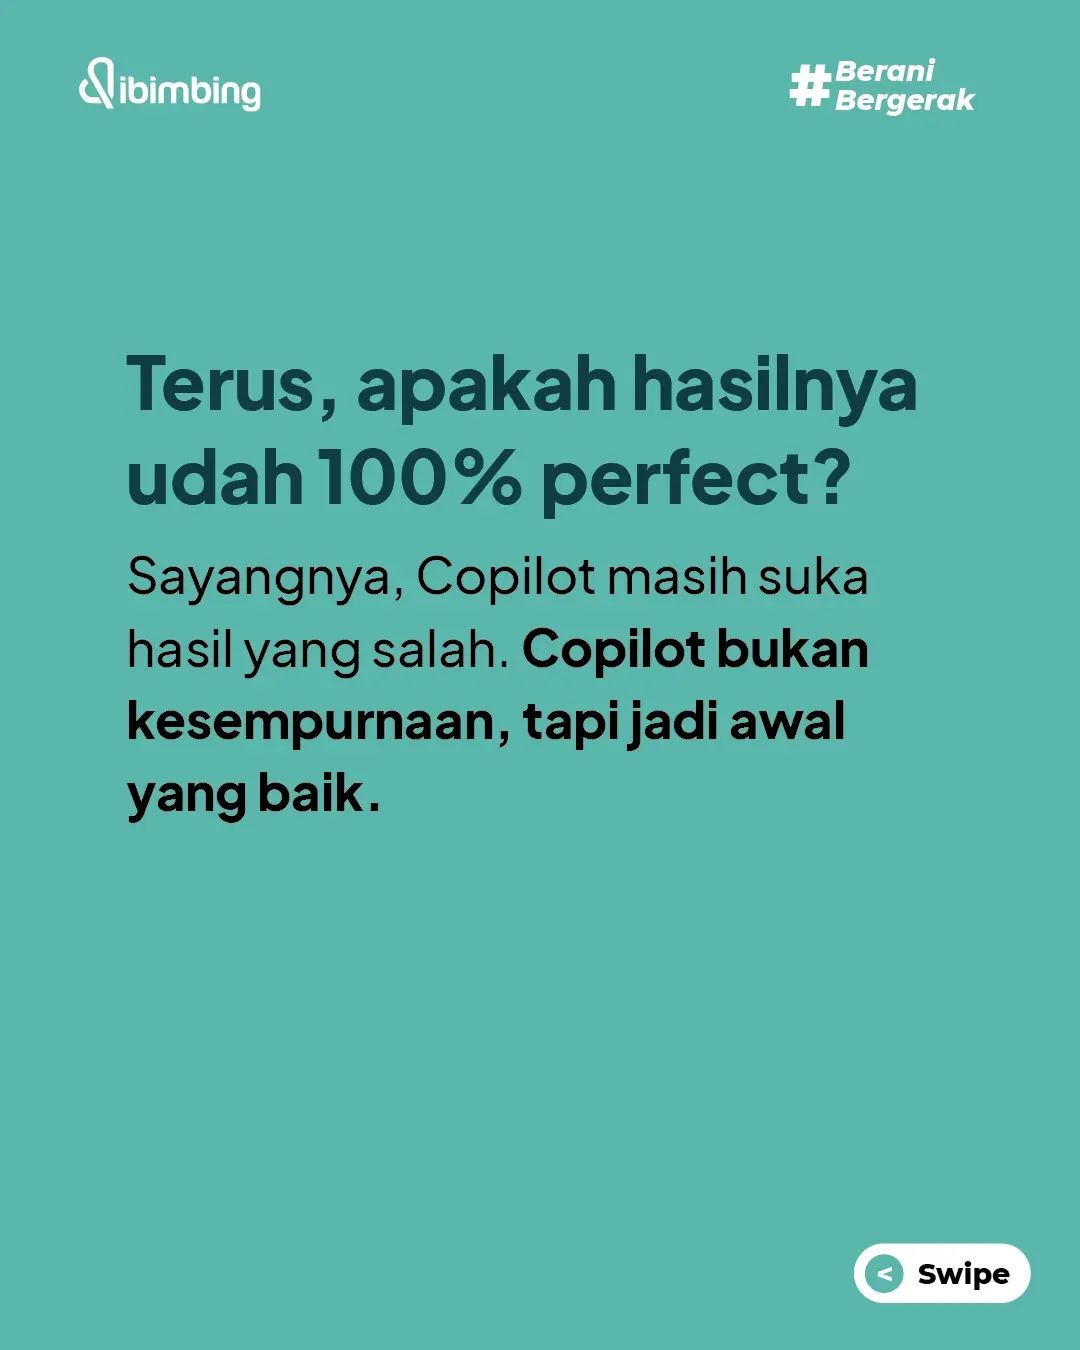 dibimbing
#Berani
Bergerak
Terus, apakah hasilnya
udah 100% perfect?
Sayangnya, Copilot masih suka
hasil yang salah. Copilot bukan
kesempurnaan, tapi jadi awal
yang baik.
< Swipe